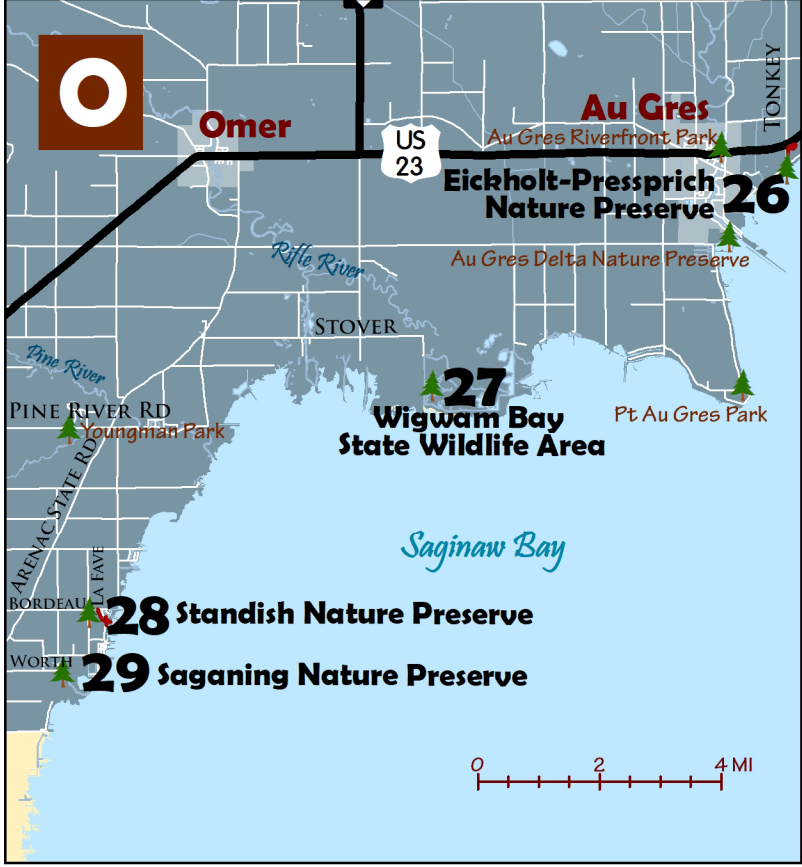 O
Omer
Au Gres
TONKEY
US
23
Au Gres Riverfront Park
Eickholt-Pressprich
Nature Preserve
26
Rifle River
Au Gres Delta Nature Preserve
STOVER
Pine River
27
Wigwam Bay
State Wildlife Area
Pt Au Gres Park
PINE RIVER RD
Youngman Park
ARENAC STATE RD
Saginaw Bay
LA FAVE
BORDEAU
28 Standish Nature Preserve
WORTH
29 Saganing Nature Preserve
0 2 4 MI